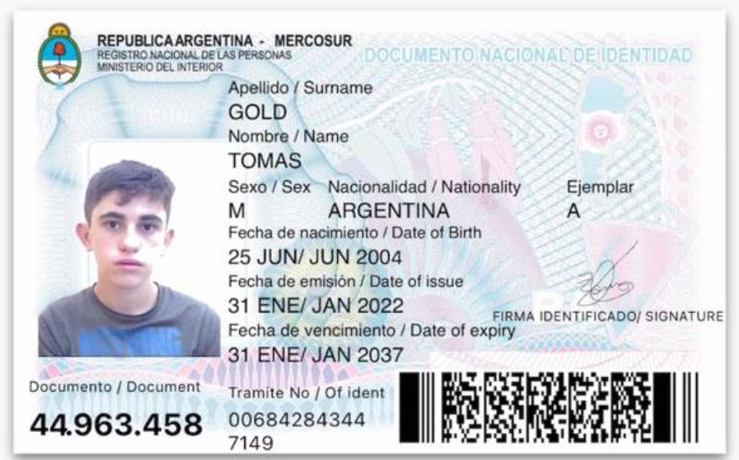 REPUBLICA ARGENTINA - MERCOSUR
REGISTRO NACIONAL DE LAS PERSONAS
MINISTERIO DEL INTERIOR
DOCUMENTO NACIONAL DE IDENTIDAD
Apellido / Surname
GOLD
Nombre / Name
TOMAS
Sexo / Sex Nacionalidad / Nationality Ejemplar
M ARGENTINA A
Fecha de nacimiento / Date of Birth
25 JUN/ JUN 2004
Fecha de emisión / Date of issue
31 ENE/ JAN 2022
FIRMA IDENTIFICADO/ SIGNATURE
Fecha de vencimiento / Date of expiry
31 ENE/ JAN 2037
Documento / Document
44.963.458
Tramite No / Of ident
00684284344
7149